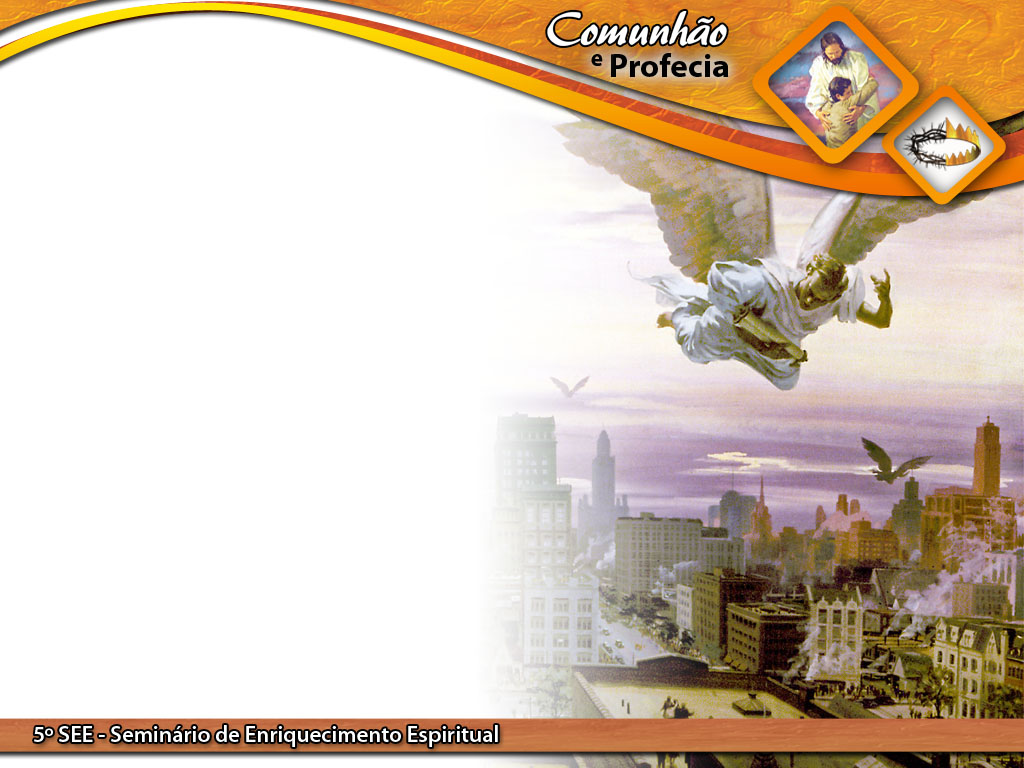 Comunhão
e Profecia
5º SEE - Seminário de Enriquecimento Espiritual